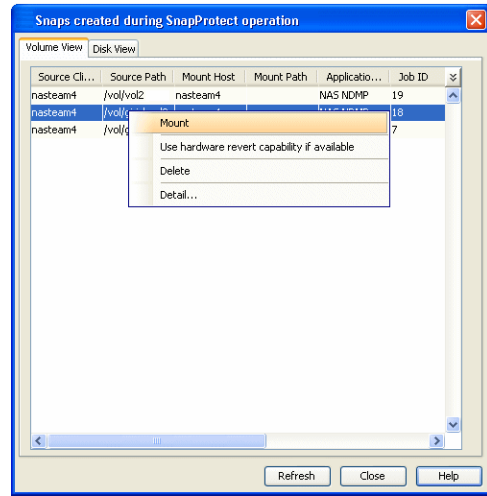 Snaps created during SnapProtect operation
Volume View Disk View
Source Cli... Source Path Mount Host Mount Path Applicatio... Job ID
nasteam4 /vol/vol2 nasteam4 NAS NDMP 19
nasteam4 18
nasteam4 7
Mount
Use hardware revert capability if available
Delete
Detail...
Refresh Close Help